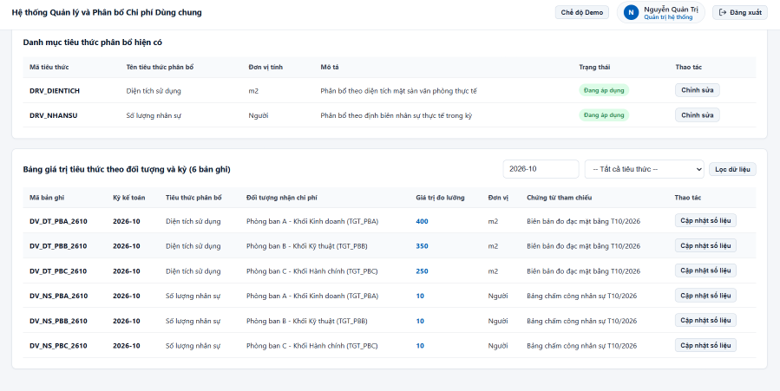 Hệ thống Quản lý và Phân bổ Chi phí Dùng chung
Chế độ Demo
N
Nguyễn Quản Trị
Quản trị hệ thống
Đăng xuất
Danh mục tiêu thức phân bổ hiện có
Mã tiêu thức Tên tiêu thức phân bổ Đơn vị tính Mô tả Trạng thái Thao tác
DRV_DIENTICH Diện tích sử dụng m2 Phân bổ theo diện tích mặt sàn văn phòng thực tế Đang áp dụng Chỉnh sửa
DRV_NHANSU Số lượng nhân sự Người Phân bổ theo định biên nhân sự thực tế trong kỳ Đang áp dụng Chỉnh sửa
Bảng giá trị tiêu thức theo đối tượng và kỳ (6 bản ghi)
2026-10 -- Tất cả tiêu thức -- Lọc dữ liệu
Mã bản ghi Kỳ kế toán Tiêu thức phân bổ Đối tượng nhận chi phí Giá trị đo lường Đơn vị Chứng từ tham chiếu Thao tác
DV_DT_PBA_2610 2026-10 Diện tích sử dụng Phòng ban A - Khối Kinh doanh (TGT_PBA) 400 m2 Biên bản đo đạc mặt bằng T10/2026 Cập nhật số liệu
DV_DT_PBB_2610 2026-10 Diện tích sử dụng Phòng ban B - Khối Kỹ thuật (TGT_PBB) 350 m2 Biên bản đo đạc mặt bằng T10/2026 Cập nhật số liệu
DV_DT_PBC_2610 2026-10 Diện tích sử dụng Phòng ban C - Khối Hành chính (TGT_PBC) 250 m2 Biên bản đo đạc mặt bằng T10/2026 Cập nhật số liệu
DV_NS_PBA_2610 2026-10 Số lượng nhân sự Phòng ban A - Khối Kinh doanh (TGT_PBA) 10 Người Bảng chấm công nhân sự T10/2026 Cập nhật số liệu
DV_NS_PBB_2610 2026-10 Số lượng nhân sự Phòng ban B - Khối Kỹ thuật (TGT_PBB) 10 Người Bảng chấm công nhân sự T10/2026 Cập nhật số liệu
DV_NS_PBC_2610 2026-10 Số lượng nhân sự Phòng ban C - Khối Hành chính (TGT_PBC) 10 Người Bảng chấm công nhân sự T10/2026 Cập nhật số liệu